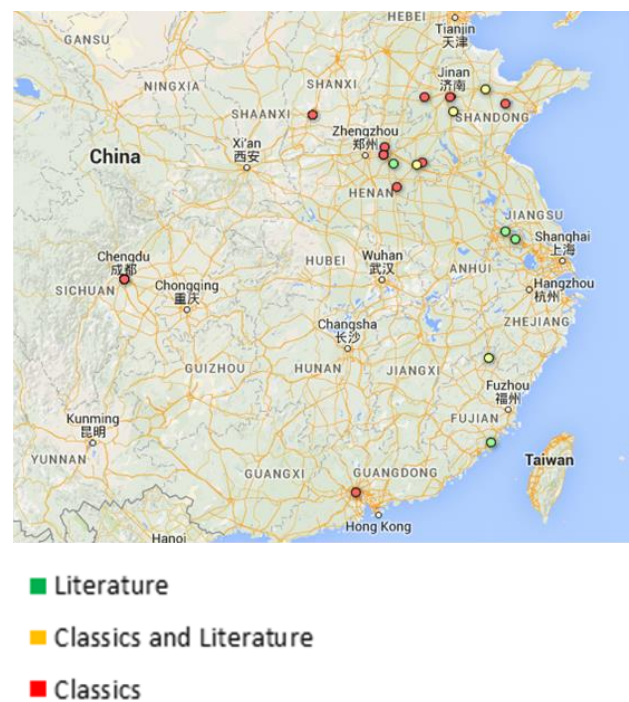 HEBEI
Tianjin
天津
GANSU
NINGXIA
SHANXI
Jinan
济南
SHANDONG
SHAANXI
Zhengzhou
郑州
Xi'an
西安
China
HENAN
JIANGSU
Shanghai
上海
Chengdu
成都
HUBEI
Wuhan
武汉
ANHUI
Hangzhou
杭州
SICHUAN
Chongqing
重庆
ZHEJIANG
Changsha
长沙
GUIZHOU
HUNAN
JIANGXI
Fuzhou
福州
Kunming
昆明
FUJIAN
YUNNAN
Taiwan
GUANGXI
GUANGDONG
Hong Kong
Hanoi
Literature
Classics and Literature
Classics